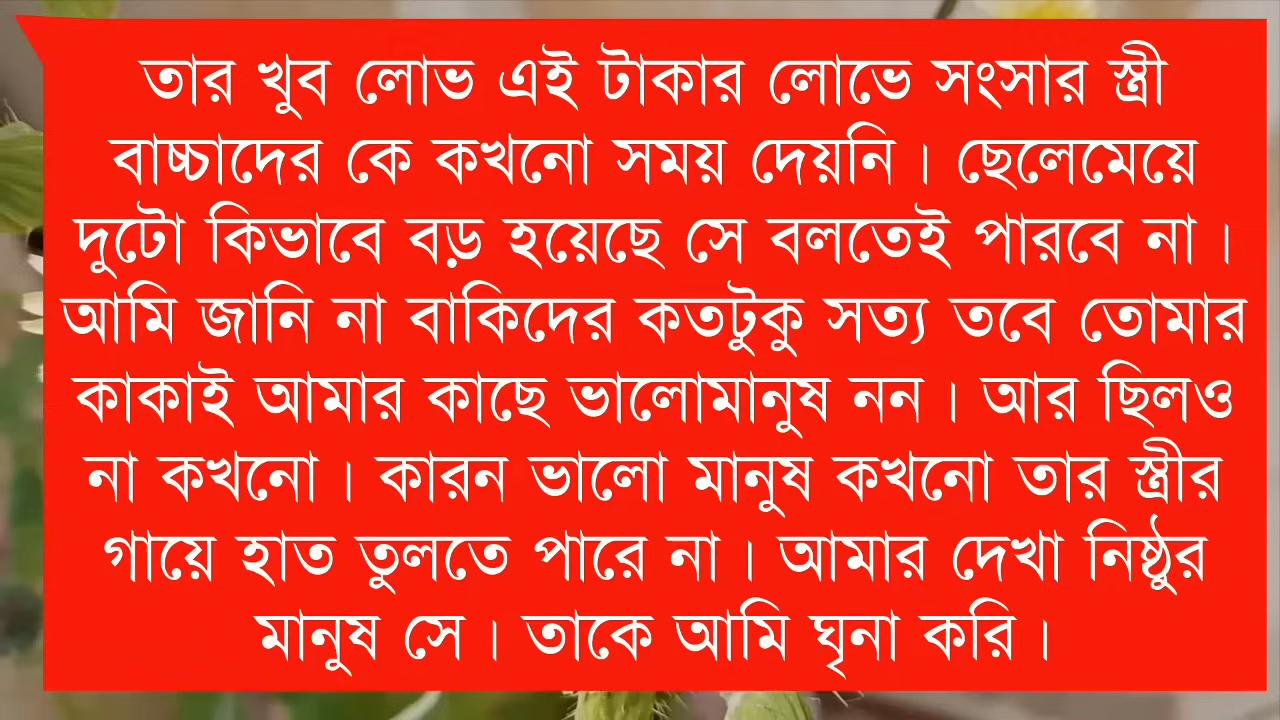 তার খুব লোভ এই টাকার লোভে সংসার স্ত্রী
বাচ্চাদের কে কখনো সময় দেয়নি। ছেলেমেয়ে
দুটো কিভাবে বড় হয়েছে সে বলতেই পারবে না।
আমি জানি না বাকিদের কতটুকু সত্য তবে তোমার
কাকাই আমার কাছে ভালোমানুষ নন। আর ছিলও
না কখনো। কারন ভালো মানুষ কখনো তার স্ত্রীর
গায়ে হাত তুলতে পারে না। আমার দেখা নিষ্ঠুর
মানুষ সে। তাকে আমি ঘৃনা করি।